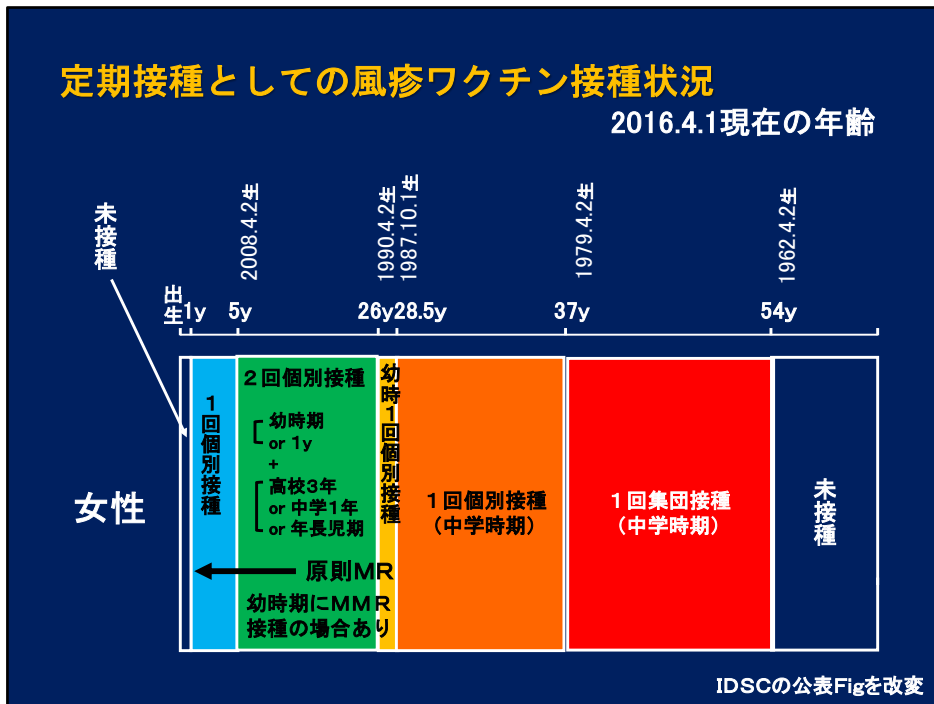 定期接種としての風疹ワクチン接種状況
2016.4.1現在の年齢
未接種
2008.4.2生
1990.4.2生
1987.10.1生
1979.4.2生
1962.4.2生
出生
1y
5y
26y
28.5y
37y
54y
女性
1回個別接種
2回個別接種
幼時期
or 1y
+
高校3年
or 中学1年
or 年長児期
幼時1回個別接種
1回個別接種
(中学時期)
1回集団接種
(中学時期)
未接種
原則MR
幼時期にMMR
接種の場合あり
IDSCの公表Figを改変